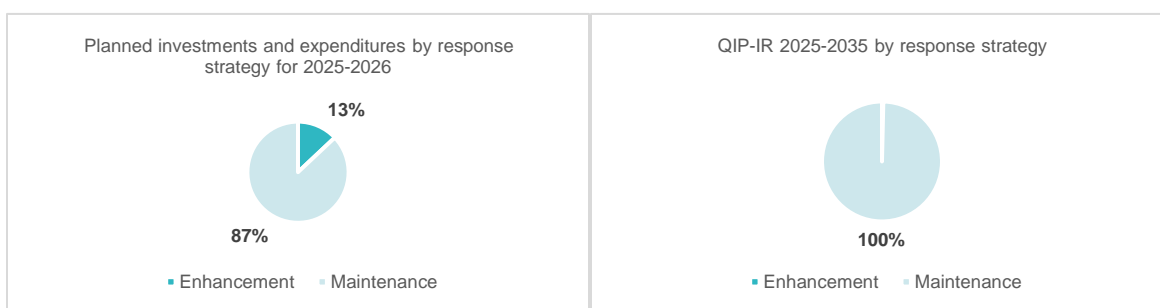 Planned investments and expenditures by response
strategy for 2025-2026
13%
87%
Enhancement Maintenance
QIP-IR 2025-2035 by response strategy
100%
Enhancement Maintenance